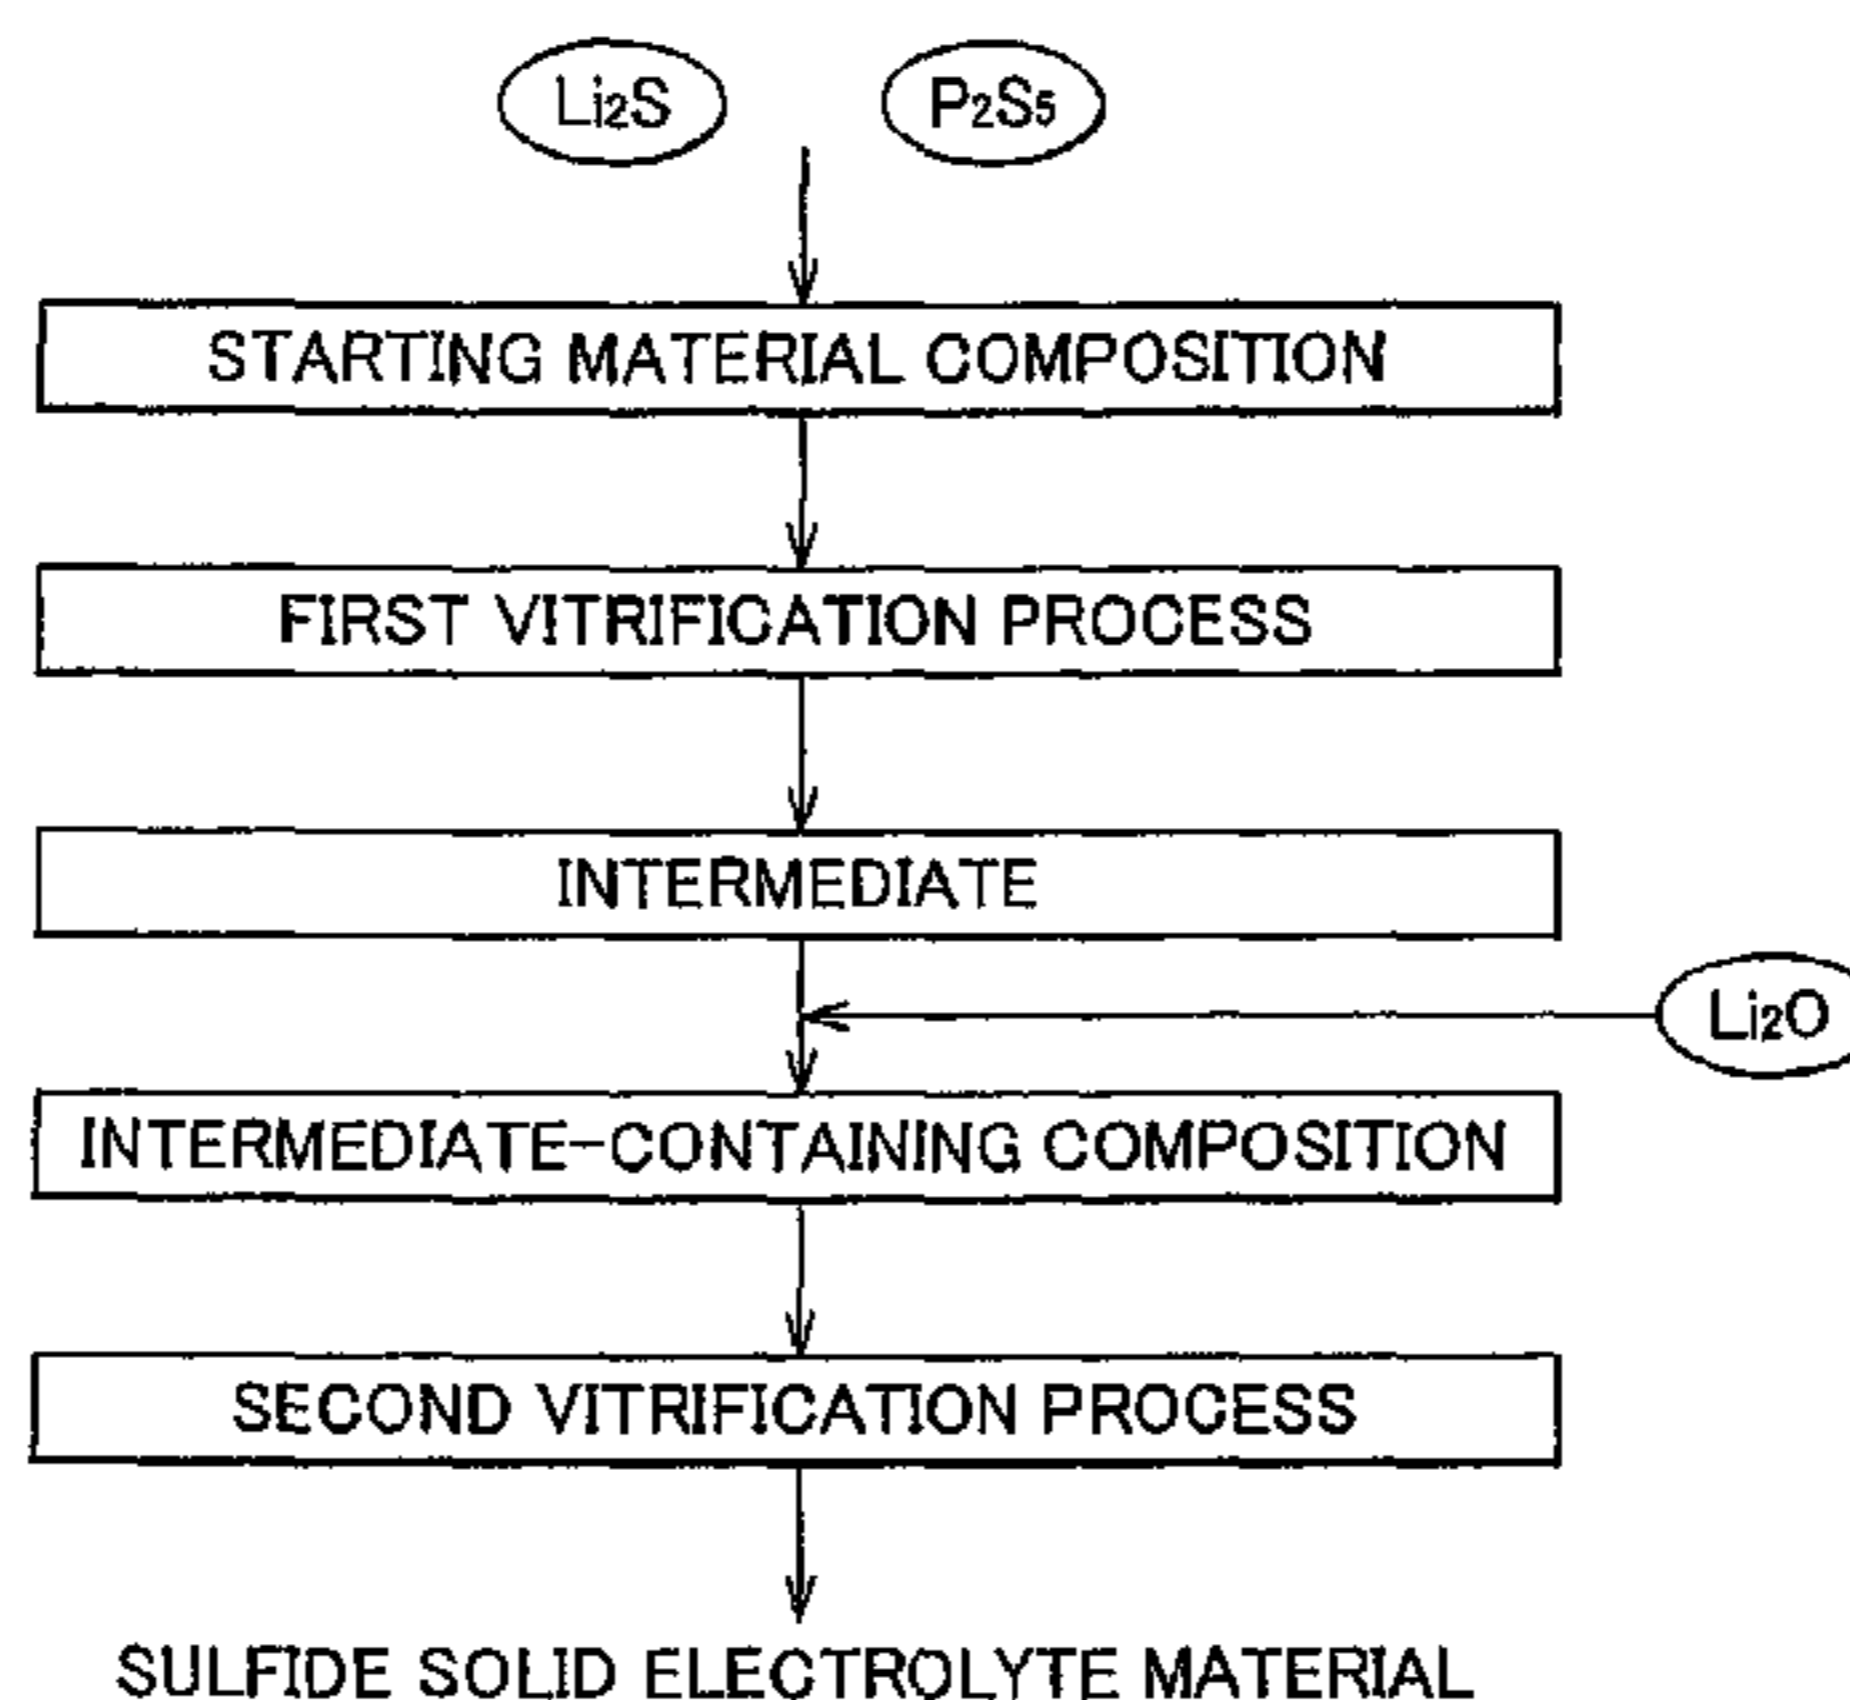 Li2S P2S5
STARTING MATERIAL COMPOSITION
FIRST VITRIFICATION PROCESS
INTERMEDIATE
Li2O
INTERMEDIATE-CONTAINING COMPOSITION
SECOND VITRIFICATION PROCESS
SULFIDE SOLID ELECTROLYTE MATERIAL